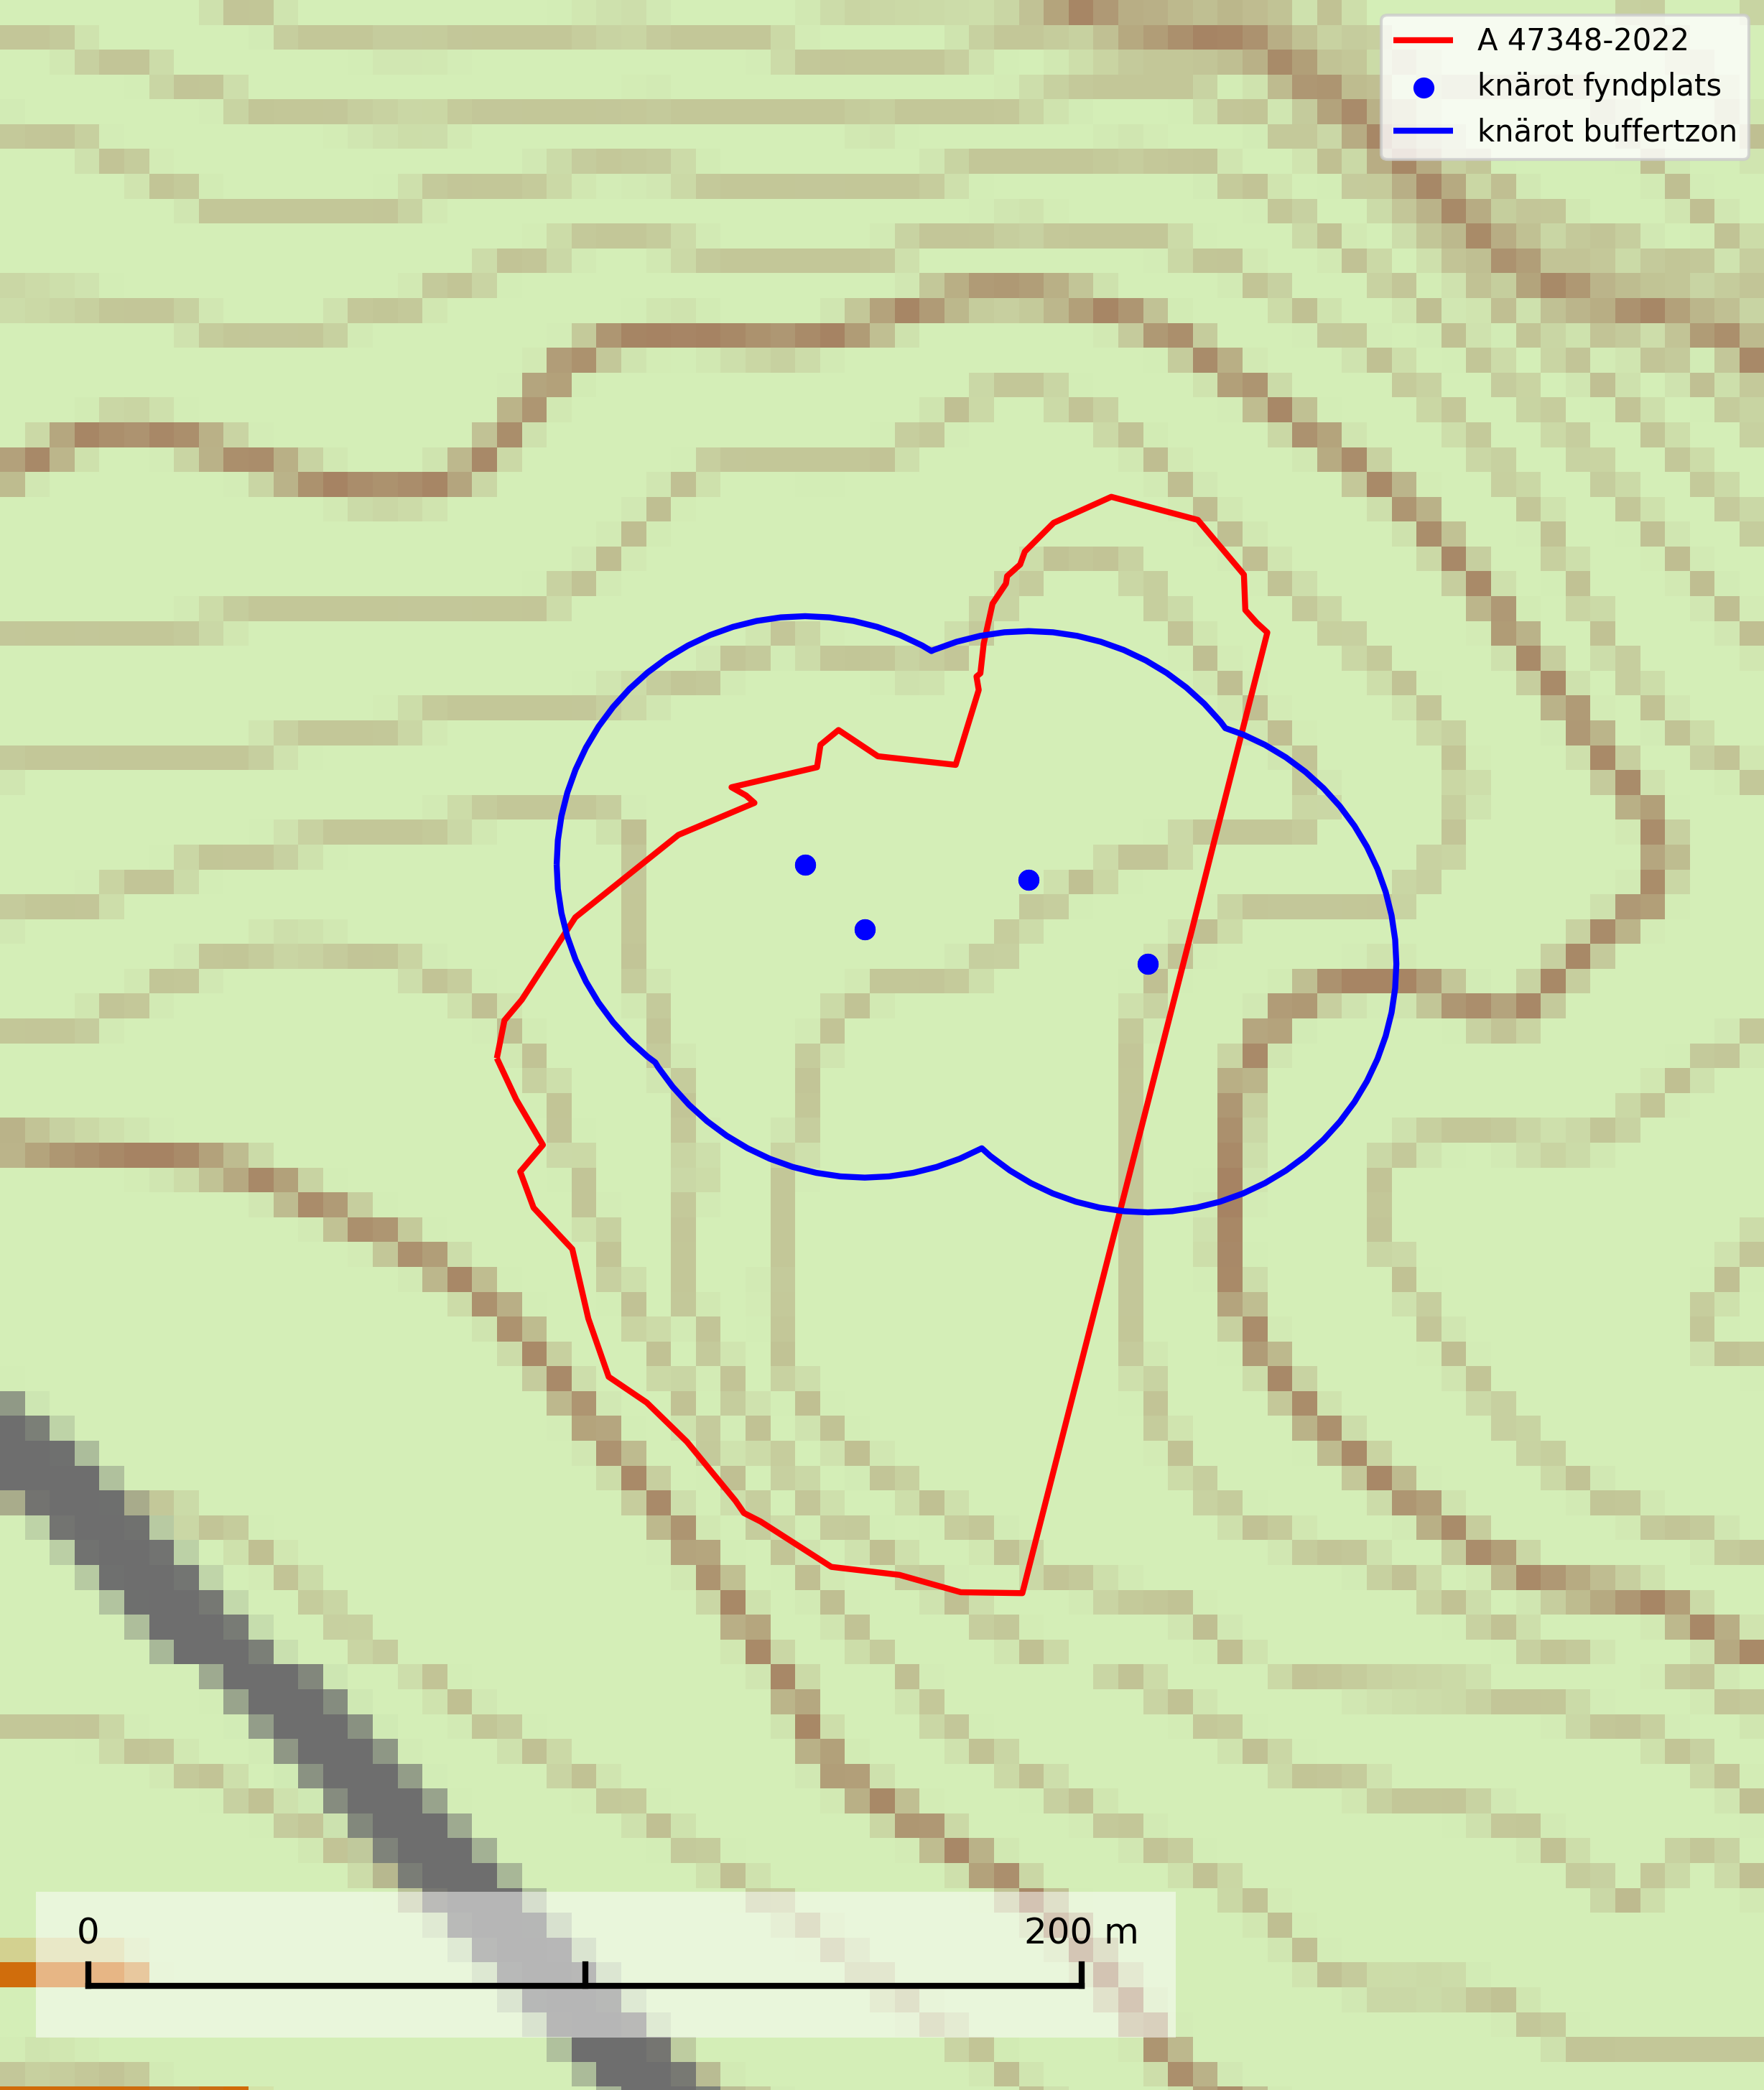 A 47348-2022
knärot fyndplats
knärot buffertzon
0 200 m